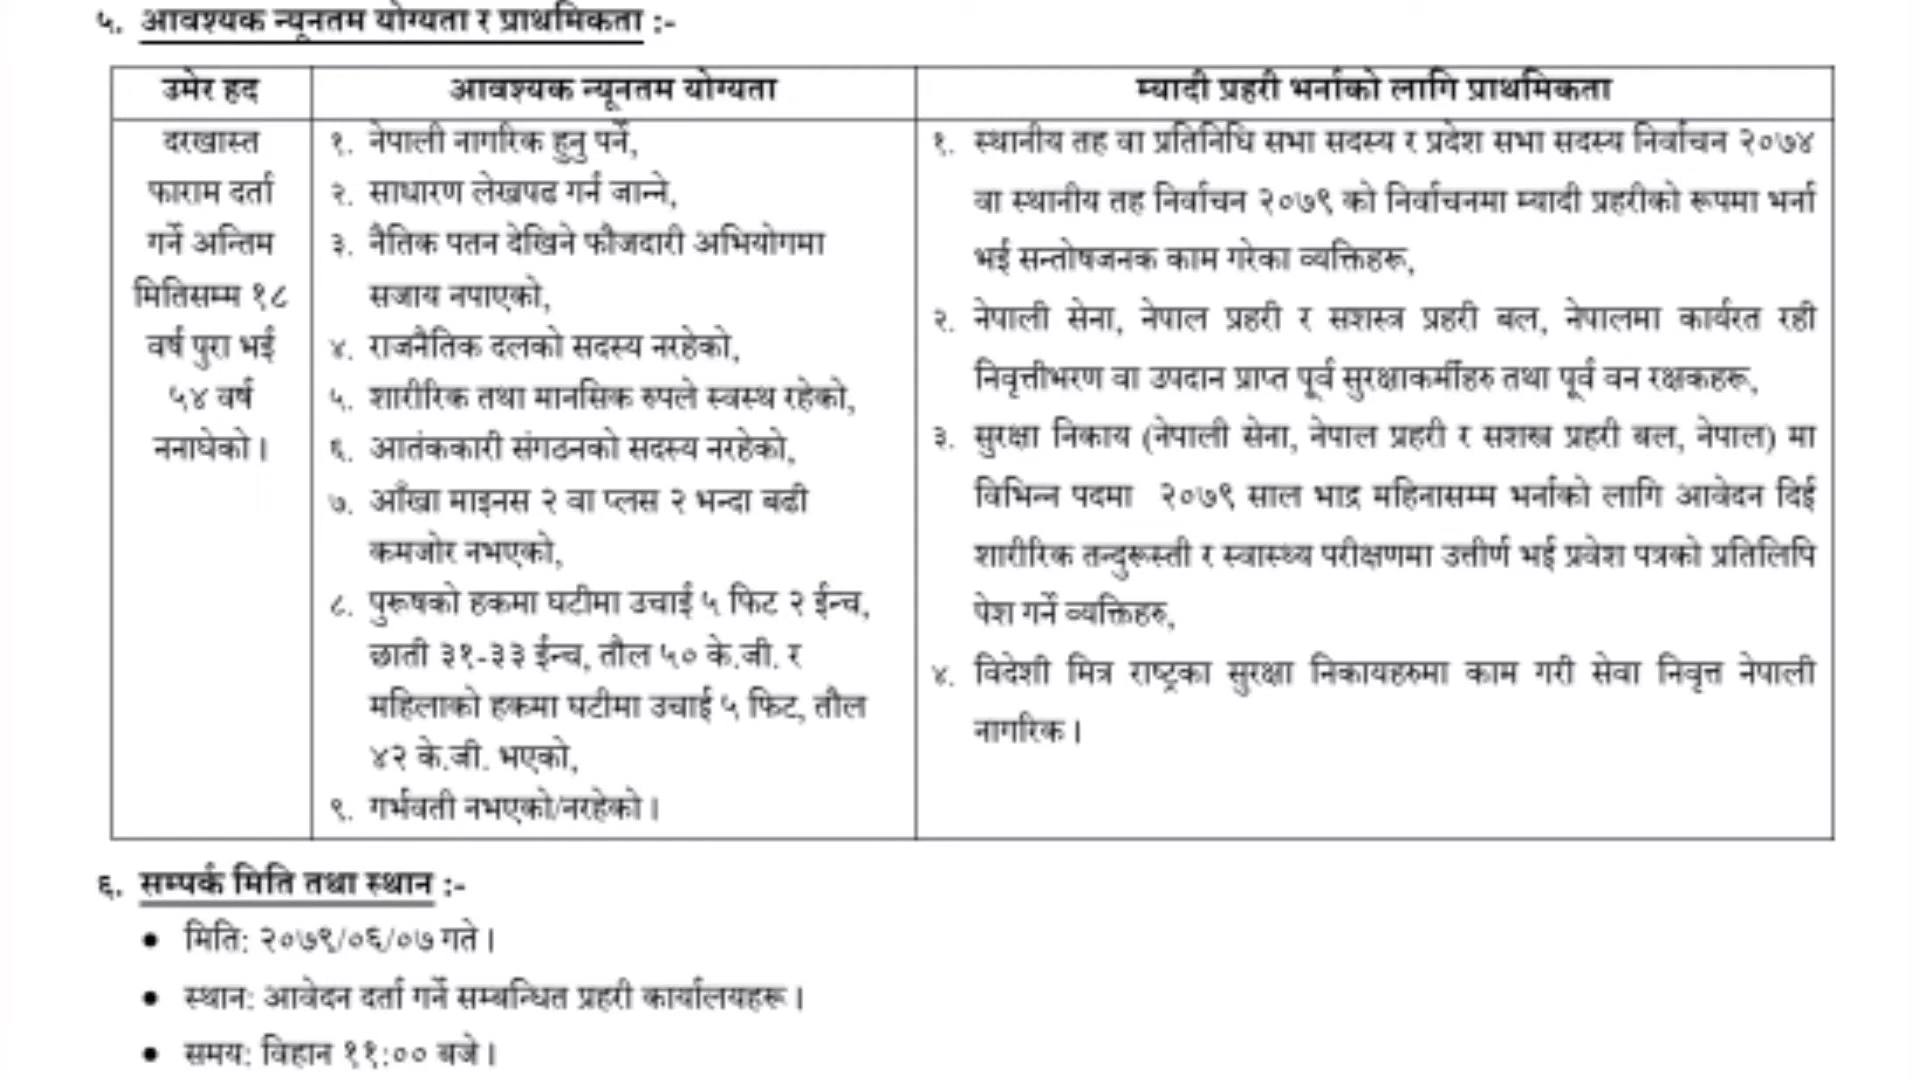 ५. आवश्यक न्यूनतम योग्यता र प्राथमिकता :-
उमेर हद
दरखास्त
फाराम दर्ता
गर्ने अन्तिम
मितिसम्म १८
वर्ष पुरा भई
५४ वर्ष
ननाघेको ।
आवश्यक न्यूनतम योग्यता
१. नेपाली नागरिक हुनु पर्ने,
२. साधारण लेखपढ गर्न जान्ने,
३. नैतिक पतन देखिने फौजदारी अभियोगमा
सजाय नपाएको,
४. राजनैतिक दलको सदस्य नरहेको,
५. शारीरिक तथा मानसिक रुपले स्वस्थ रहेको,
६. आतंककारी संगठनको सदस्य नरहेको,
७. आँखा माइनस २ वा प्लस २ भन्दा बढी
कमजोर नभएको,
८. पुरूषको हकमा घटीमा उचाई ५ फिट २ ईन्च,
छाती ३१-३३ ईन्च, तौल ५० के.जी. र
महिलाको हकमा घटीमा उचाई ५ फिट, तौल
४२ के.जी. भएको,
९. गर्भवती नभएको/नरहेको ।
म्यादी प्रहरी भर्नाको लागि प्राथमिकता
१. स्थानीय तह वा प्रतिनिधि सभा सदस्य र प्रदेश सभा सदस्य निर्वाचन २०७४
वा स्थानीय तह निर्वाचन २०७९ को निर्वाचनमा म्यादी प्रहरीको रूपमा भर्ना
भई सन्तोषजनक काम गरेका व्यक्तिहरू,
२. नेपाली सेना, नेपाल प्रहरी र सशस्त्र प्रहरी बल, नेपालमा कार्यरत रही
निवृत्तीभरण वा उपदान प्राप्त पूर्व सुरक्षाकर्मीहरु तथा पूर्व वन रक्षकहरू,
३. सुरक्षा निकाय (नेपाली सेना, नेपाल प्रहरी र सशस्त्र प्रहरी बल, नेपाल) मा
विभिन्न पदमा २०७९ साल भाद्र महिनासम्म भर्नाको लागि आवेदन दिई
शारीरिक तन्दुरूस्ती र स्वास्थ्य परीक्षणमा उत्तीर्ण भई प्रवेश पत्रको प्रतिलिपि
पेश गर्ने व्यक्तिहरु,
४. विदेशी मित्र राष्ट्रका सुरक्षा निकायहरुमा काम गरी सेवा निवृत्त नेपाली
नागरिक ।
६. सम्पर्क मिति तथा स्थान :-
• मिति: २०७९/०६/०७ गते ।
• स्थान: आवेदन दर्ता गर्ने सम्बन्धित प्रहरी कार्यालयहरू ।
• समय: विहान ११:०० बजे ।